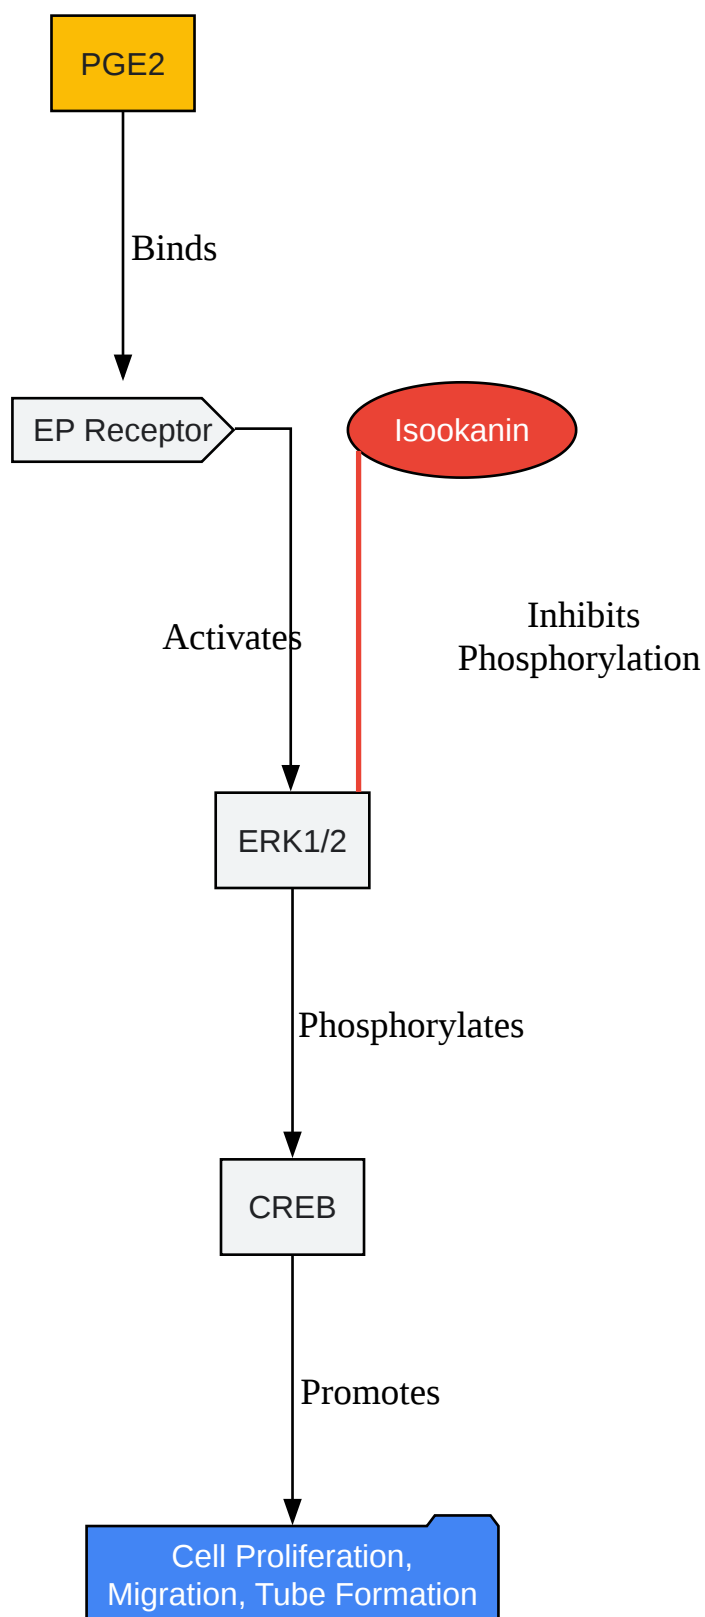 PGE2
Binds
EP Receptor
Isookanin
Inhibits
Phosphorylation
Activates
ERK1/2
Phosphorylates
CREB
Promotes
Cell Proliferation,
Migration, Tube Formation